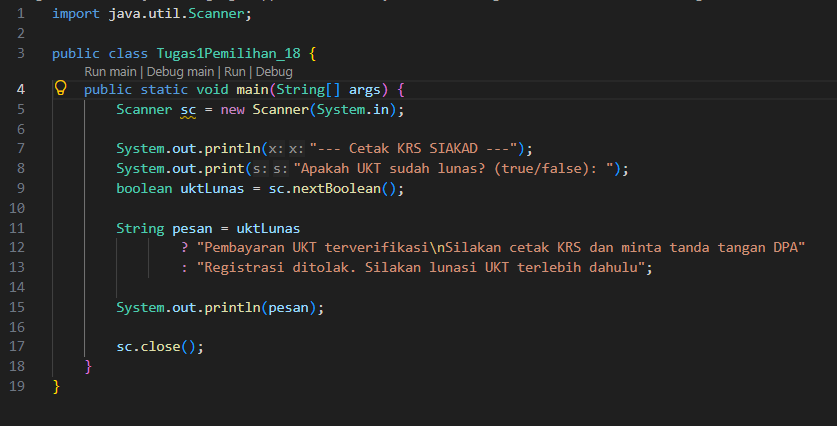 1 import java.util.Scanner;
2
3 public class Tugas1Pemilihan_18 {
Run main | Debug main | Run | Debug
4 public static void main(String[] args) {
5 Scanner sc = new Scanner(System.in);
6
7 System.out.println(x: x: "--- Cetak KRS SIAKAD ---");
8 System.out.print(s: s: "Apakah UKT sudah lunas? (true/false): ");
9 boolean uktLunas = sc.nextBoolean();
10
11 String pesan = uktLunas
12 ? "Pembayaran UKT terverifikasi\nSilakan cetak KRS dan minta tanda tangan DPA"
13 : "Registrasi ditolak. Silakan lunasi UKT terlebih dahulu";
14
15 System.out.println(pesan);
16
17 sc.close();
18 }
19 }